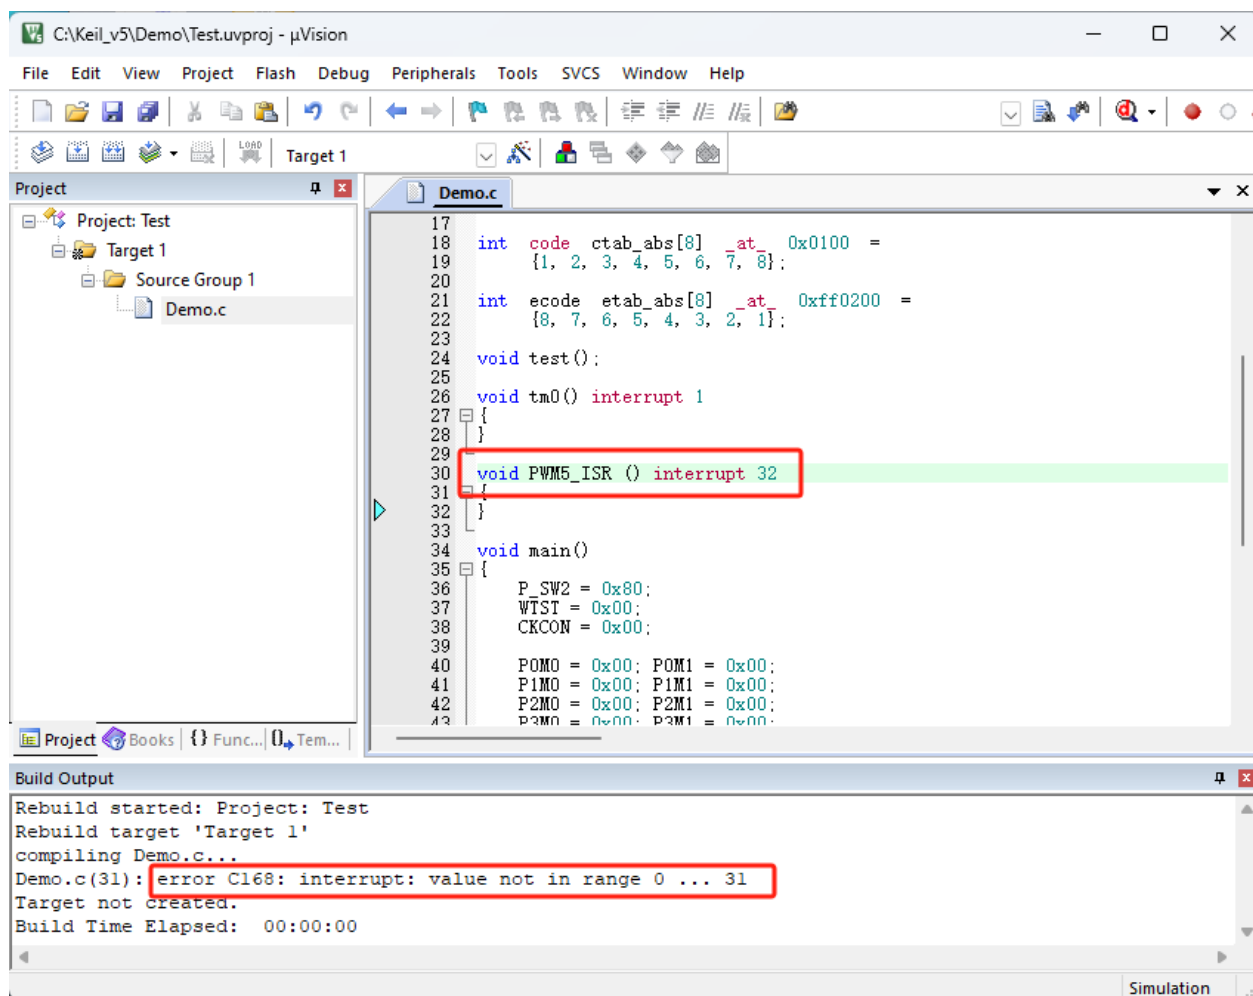 C:\Keil_v5\Demo\Test.uvproj - µVision
File Edit View Project Flash Debug Peripherals Tools SVCS Window Help
LOAD Target 1
Project
Demo.c
Project: Test
Target 1
Source Group 1
Demo.c
17
18 int code ctab_abs[8] _at_ 0x0100 =
19 {1, 2, 3, 4, 5, 6, 7, 8};
20
21 int ecode etab_abs[8] _at_ 0xff0200 =
22 {8, 7, 6, 5, 4, 3, 2, 1};
23
24 void test();
25
26 void tm0() interrupt 1
27 {
28 }
29
30 void PWM5_ISR () interrupt 32
31 {
32 }
33
34 void main()
35 {
36 P_SW2 = 0x80;
37 WTST = 0x00;
38 CKCON = 0x00;
39
40 P0M0 = 0x00; P0M1 = 0x00;
41 P1M0 = 0x00; P1M1 = 0x00;
42 P2M0 = 0x00; P2M1 = 0x00;
43 P3M0 = 0x00; P3M1 = 0x00;
Project Books {} Func... Tem...
Build Output
Rebuild started: Project: Test
Rebuild target 'Target 1'
compiling Demo.c...
Demo.c(31): error C168: interrupt: value not in range 0 ... 31
Target not created.
Build Time Elapsed: 00:00:00
Simulation